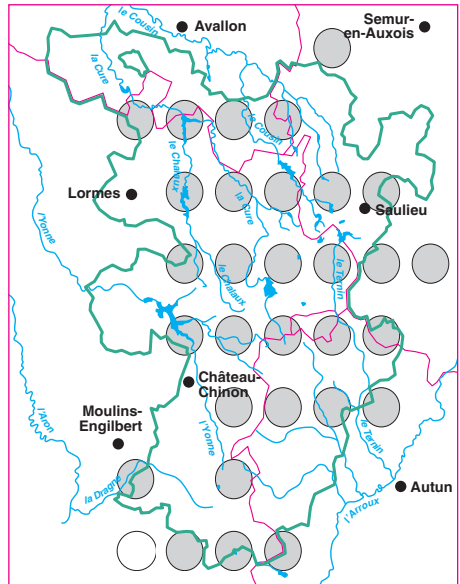 le Cousin
Avallon
Semur-
en-Auxois
la Cure
le Cousin
le Chalaux
Lormes
la Cure
Saulieu
l'Yonne
le Chalaux
le Ternin
Château-
Chinon
Moulins-
Engilbert
l'Aron
l'Yonne
le Ternin
la Dragne
Autun
l'Arroux